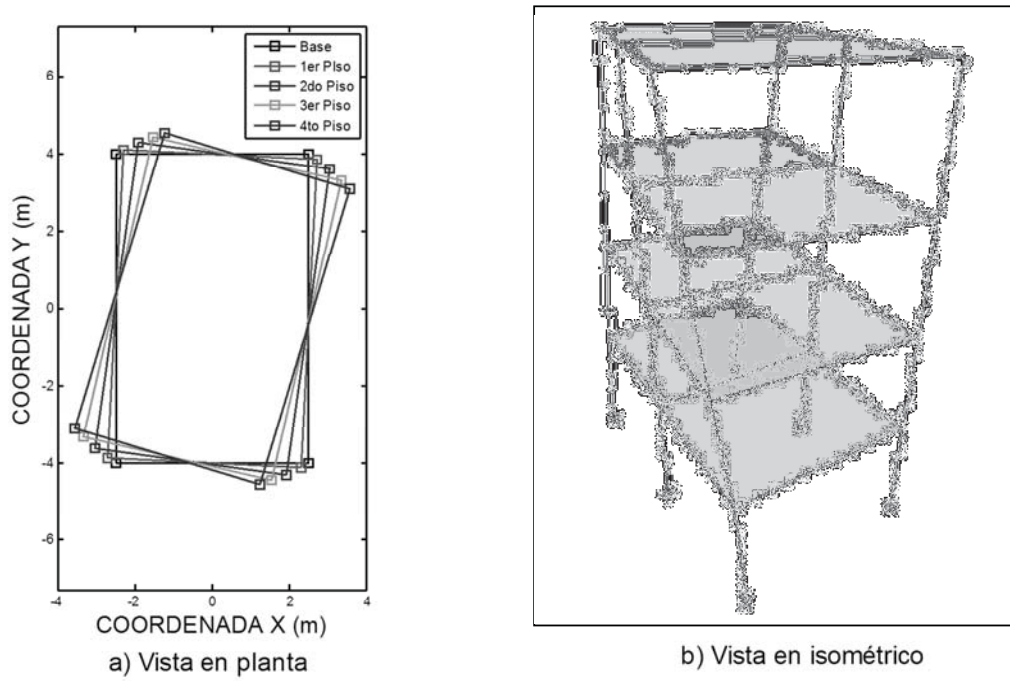 Base
1er PIso
2do Piso
3er Piso
4to Piso
6
4
2
0
-2
-4
-6
COORDENADA Y (m)
-4 -2 0 2 4
COORDENADA X (m)
a) Vista en planta
b) Vista en isométrico